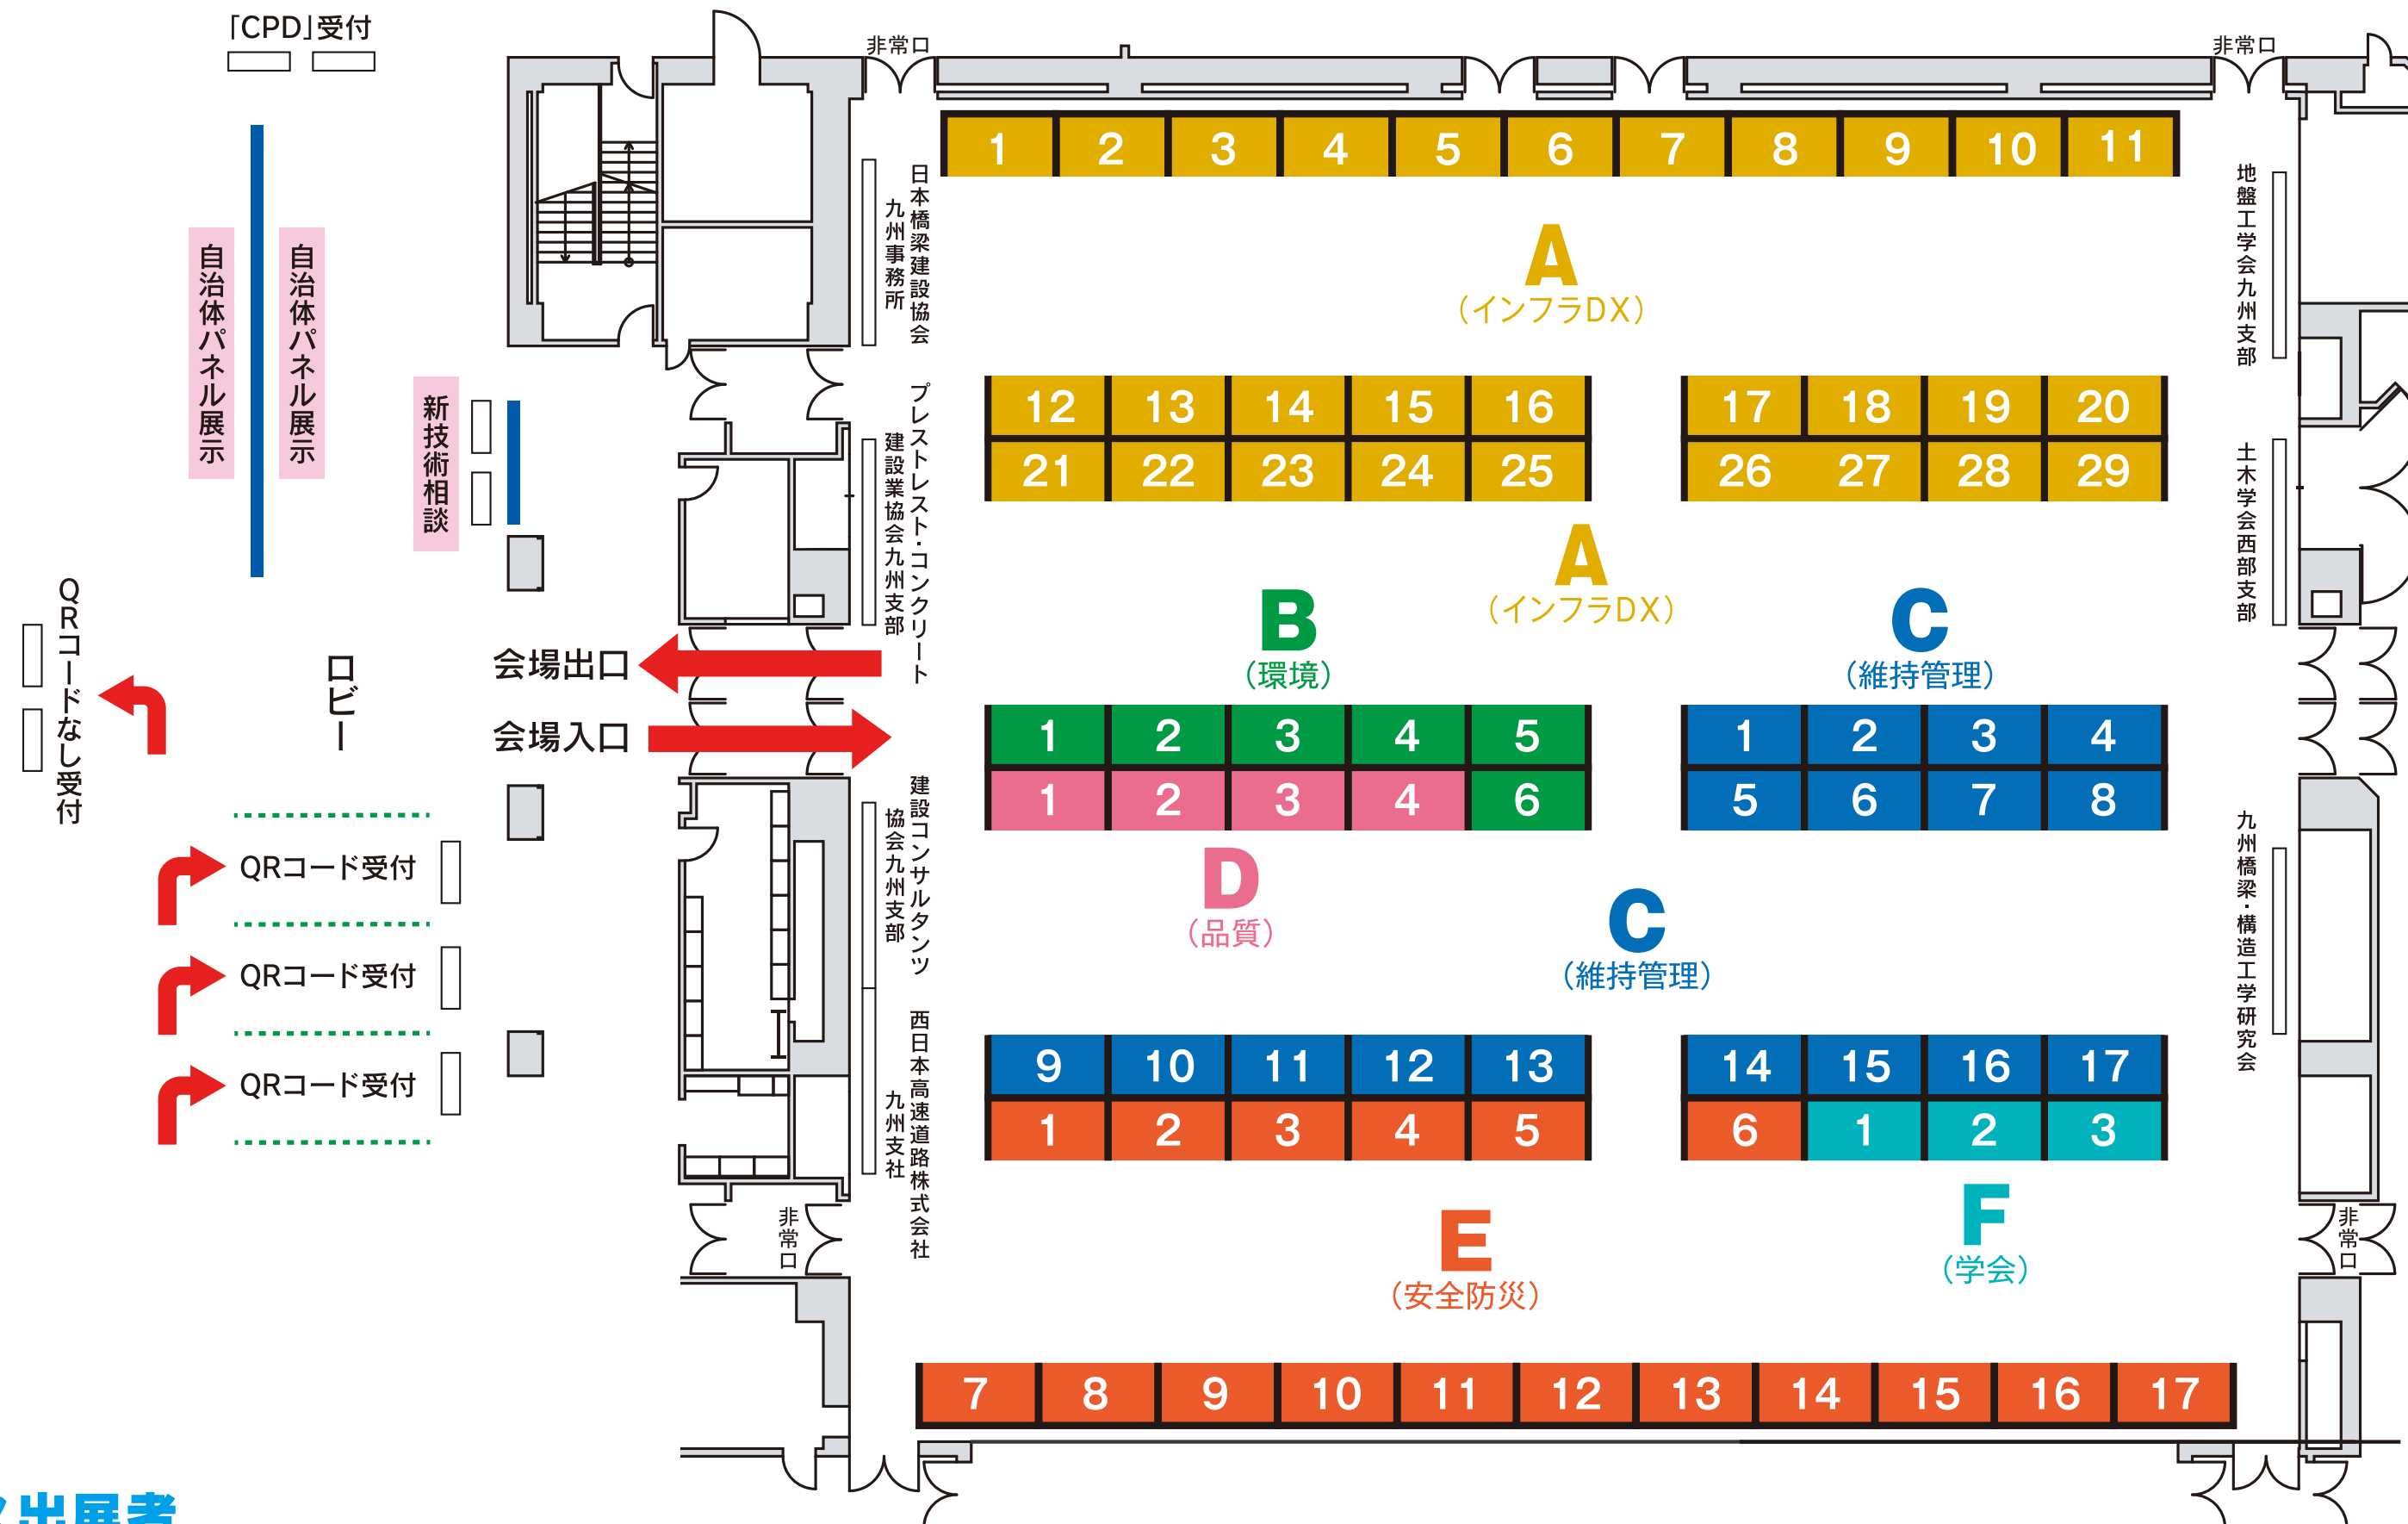 「CPD」受付
自治体パネル展示
自治体パネル展示
新技術相談
QRコードなし受付
ロビー
会場出口
会場入口
QRコード受付
QRコード受付
QRコード受付
非常口
非常口
日本橋梁建設協会
九州事務所
プレストレスト・コンクリート
建設業協会九州支部
建設コンサルタンツ
協会九州支部
西日本高速道路株式会社
九州支社
非常口
1 2 3 4 5 6 7 8 9 10 11
A
（インフラDX）
12 13 14 15 16 17 18 19 20
21 22 23 24 25 26 27 28 29
A
（インフラDX）
B
（環境）
C
（維持管理）
1 2 3 4 5 1 2 3 4
1 2 3 4 6 5 6 7 8
D
（品質）
C
（維持管理）
9 10 11 12 13 14 15 16 17
1 2 3 4 5 6 1 2 3
E
（安全防災）
F
（学会）
7 8 9 10 11 12 13 14 15 16 17
地盤工学会九州支部
土木学会西部支部
九州橋梁・構造工学研究会
非常口
出展者